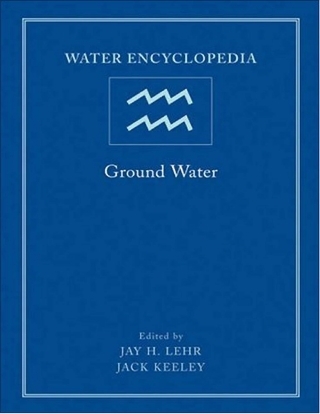 WATER ENCYCLOPEDIA
Ground Water
Edited by
JAY H. LEHR
JACK KEELEY